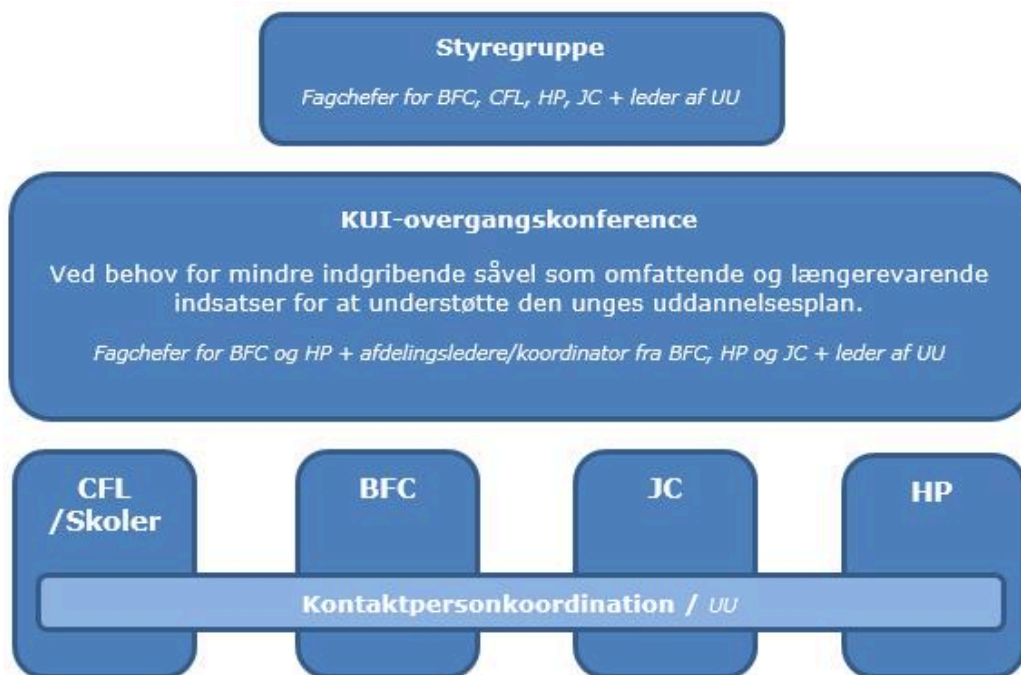 Styregruppe
Fagchefer for BFC, CFL, HP, JC + leder af UU
KUI-overgangskonference
Ved behov for mindre indgribende såvel som omfattende og længerevarende
indsatser for at understøtte den unges uddannelsesplan.
Fagchefer for BFC og HP + afdelingsledere/koordinator fra BFC, HP og JC + leder af UU
CFL
/Skoler
BFC
JC
HP
Kontaktpersonkoordination / UU